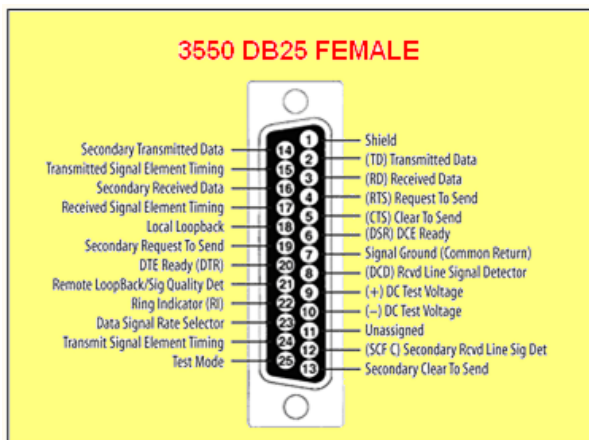 3550 DB25 FEMALE
Secondary Transmitted Data
Transmitted Signal Element Timing
Secondary Received Data
Received Signal Element Timing
Local Loopback
Secondary Request To Send
DTE Ready (DTR)
Remote LoopBack/Sig Quality Det
Ring Indicator (RI)
Data Signal Rate Selector
Transmit Signal Element Timing
Test Mode
14
15
16
17
18
19
20
21
22
23
24
25
1
2
3
4
5
6
7
8
9
10
11
12
13
Shield
(TD) Transmitted Data
(RD) Received Data
(RTS) Request To Send
(CTS) Clear To Send
(DSR) DCE Ready
Signal Ground (Common Return)
(DCD) Rcvd Line Signal Detector
(+) DC Test Voltage
(–) DC Test Voltage
Unassigned
(SCF C) Secondary Rcvd Line Sig Det
Secondary Clear To Send